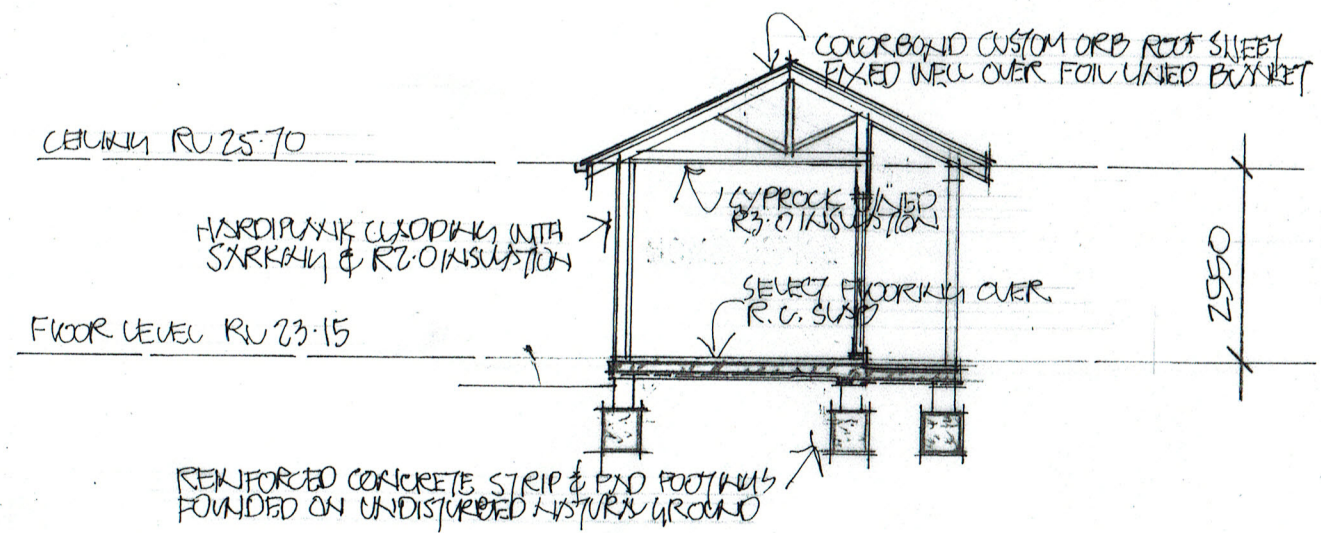 COLORBOND CUSTOM ORB ROOF SHEET
FIXED WELL OVER FOIL LINED BLANKET
CEILING RL 25.70
GYPROCK LINED
R3.0 INSULATION
HARDIPLANK CLADDING WITH
SARKING & R2.0 INSULATION
2550
SELECT FLOORING OVER
R.C. SLAB
FLOOR LEVEL RL 23.15
REINFORCED CONCRETE STRIP & PAD FOOTINGS
FOUNDED ON UNDISTURBED NATURAL GROUND